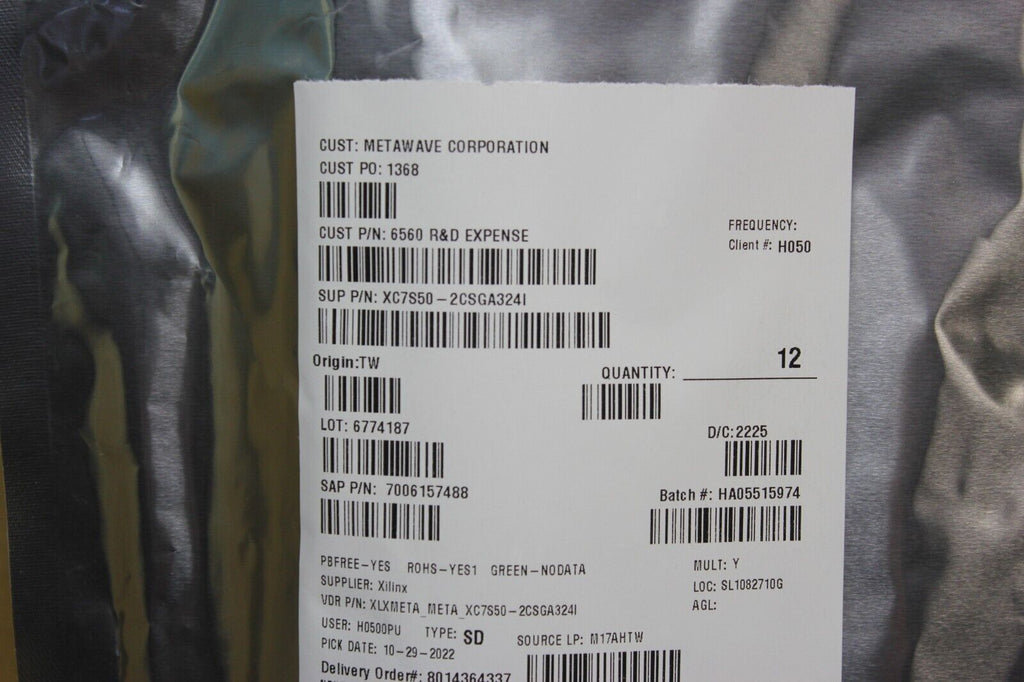 CUST: METAWAVE CORPORATION
CUST PO: 1368
CUST P/N: 6560 R&D EXPENSE
FREQUENCY:
Client #: H050
SUP P/N: XC7S50-2CSGA324I
Origin:TW
QUANTITY: 12
LOT: 6774187
D/C:2225
SAP P/N: 7006157488
Batch #: HA05515974
PBFREE-YES ROHS-YES1 GREEN-NODATA
MULT: Y
SUPPLIER: Xilinx
LOC: SL1082710G
VDR P/N: XLXMETA_META_XC7S50-2CSGA324I
AGL:
USER: H0500PU TYPE: SD SOURCE LP: M17AHTW
PICK DATE: 10-29-2022
Delivery Order#: 8014364337